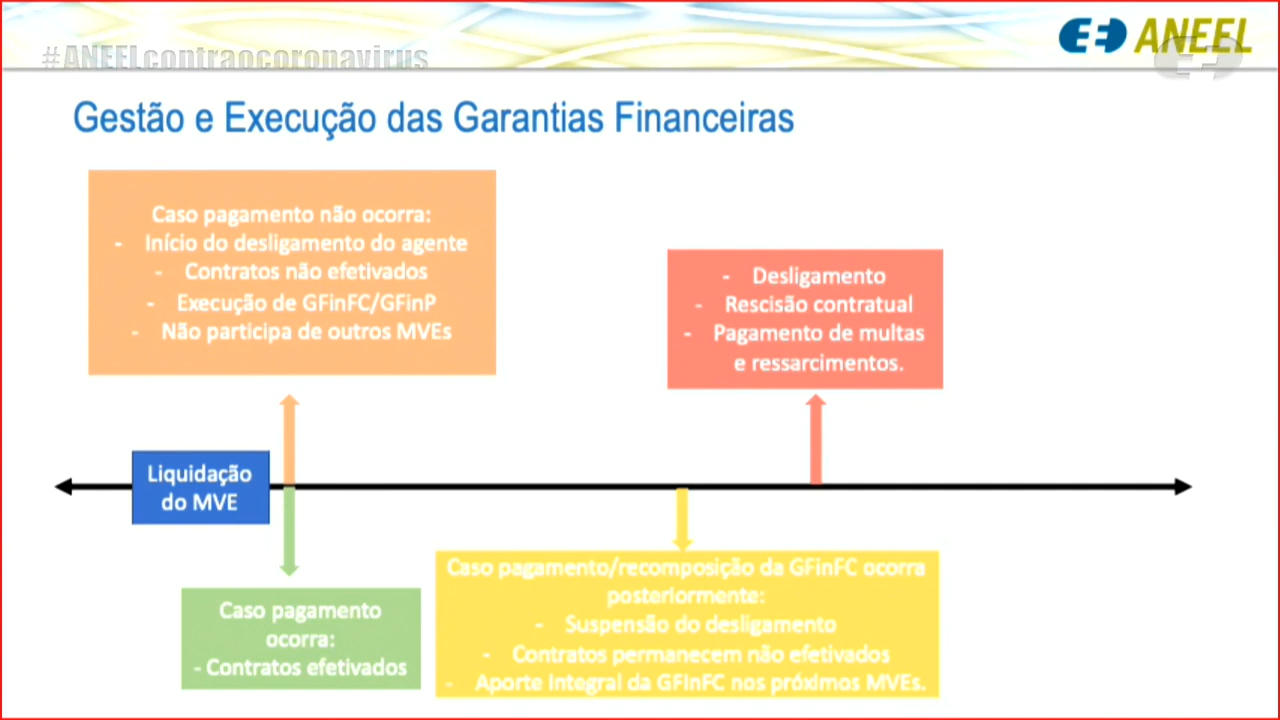 #ANEELcontraocoronavirus
ANEEL
Gestão e Execução das Garantias Financeiras
Caso pagamento não ocorra:
- Início do desligamento do agente
- Contratos não efetivados
- Execução de GFinFC/GFinP
- Não participa de outros MVEs
- Desligamento
- Rescisão contratual
- Pagamento de multas
e ressarcimentos.
Liquidação
do MVE
Caso pagamento
ocorra:
- Contratos efetivados
Caso pagamento/recomposição da GFinFC ocorra
posteriormente:
- Suspensão do desligamento
- Contratos permanecem não efetivados
- Aporte Integral da GFinFC nos próximos MVEs.